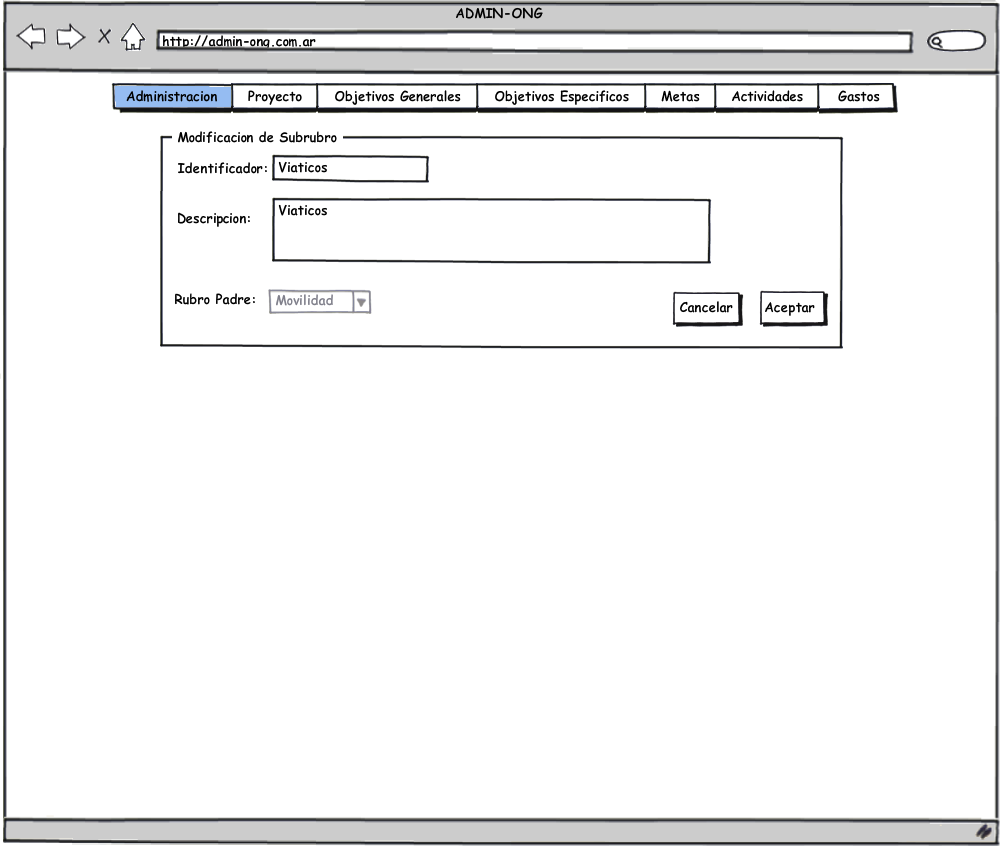 ADMIN-ONG
http://admin-ong.com.ar
Administracion Proyecto Objetivos Generales Objetivos Especificos Metas Actividades Gastos
Modificacion de Subrubro
Identificador: Viaticos
Descripcion: Viaticos
Rubro Padre: Movilidad Cancelar Aceptar